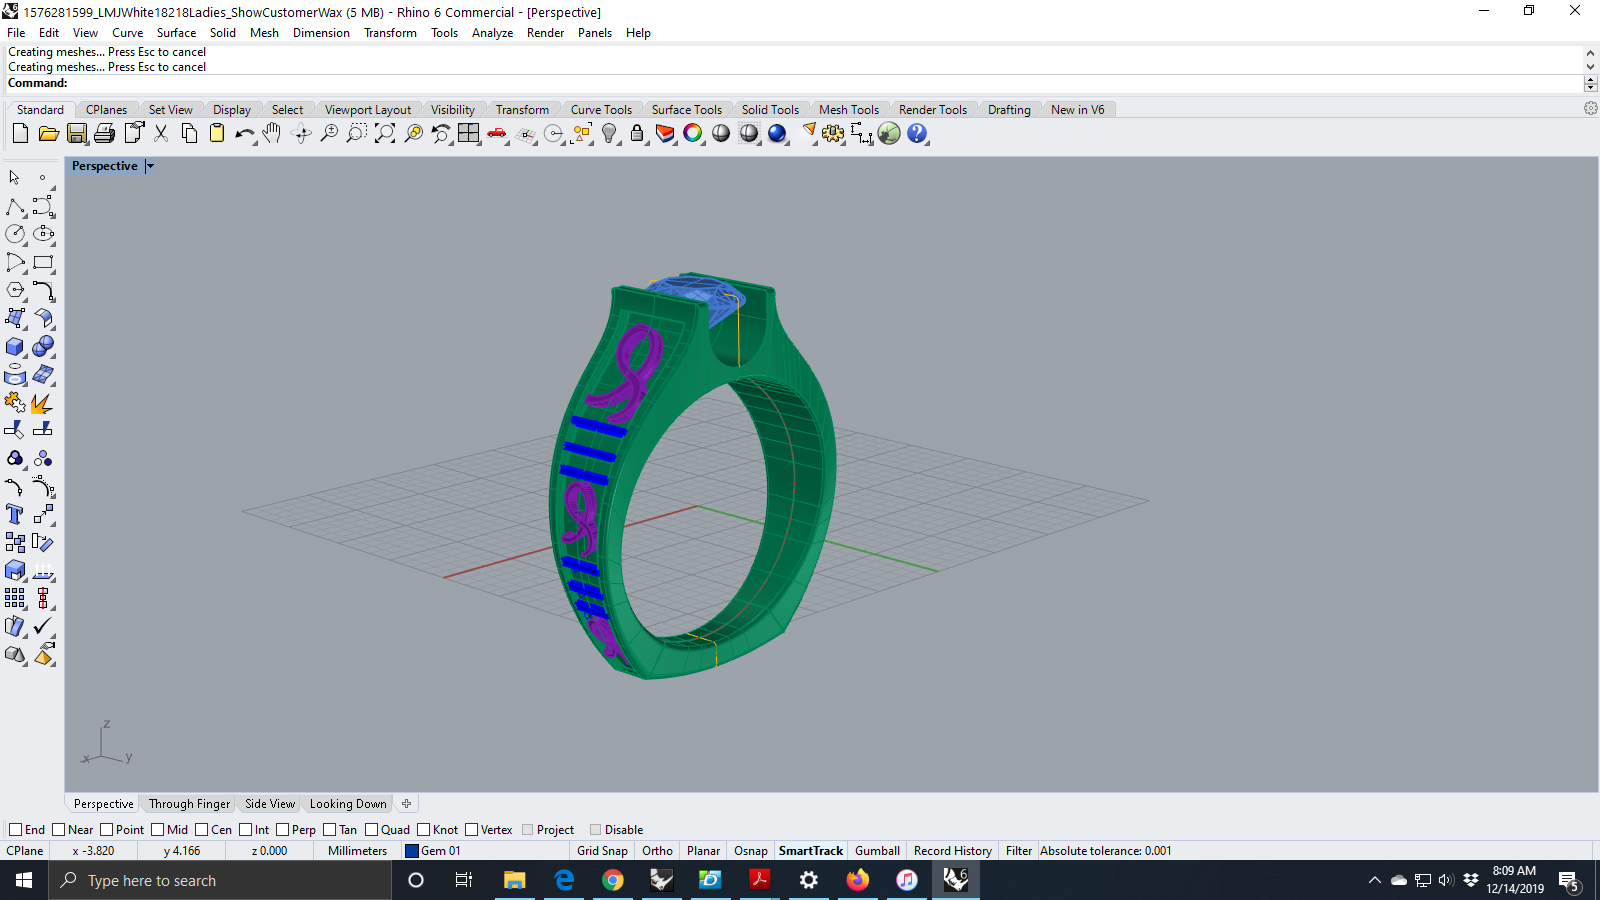 1576281599_LMJWhite18218Ladies_ShowCustomerWax (5 MB) - Rhino 6 Commercial - [Perspective]
File Edit View Curve Surface Solid Mesh Dimension Transform Tools Analyze Render Panels Help
Creating meshes... Press Esc to cancel
Creating meshes... Press Esc to cancel
Command:
Standard CPlanes Set View Display Select Viewport Layout Visibility Transform Curve Tools Surface Tools Solid Tools Mesh Tools Render Tools Drafting New in V6
Perspective
z
x y
Perspective Through Finger Side View Looking Down
End Near Point Mid Cen Int Perp Tan Quad Knot Vertex Project Disable
CPlane x -3.820 y 4.166 z 0.000 Millimeters Gem 01 Grid Snap Ortho Planar Osnap SmartTrack Gumball Record History Filter Absolute tolerance: 0.001
Type here to search
8:09 AM
12/14/2019
5